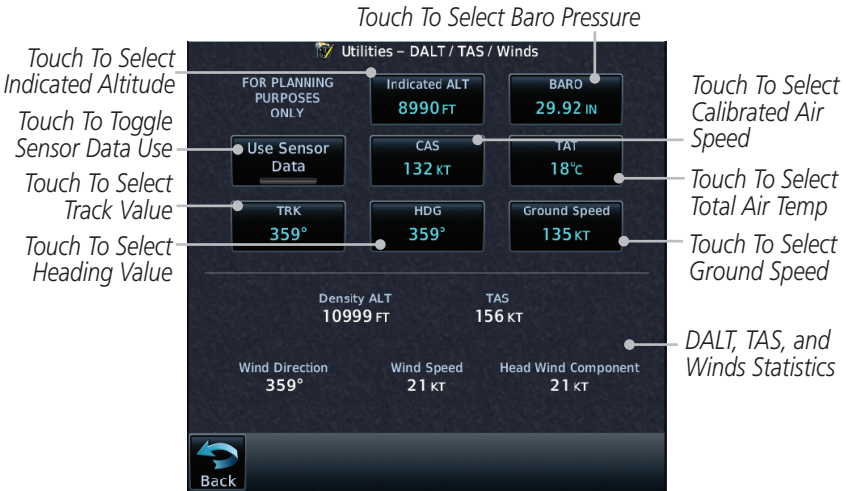 Touch To Select Baro Pressure
Touch To Select
Indicated Altitude
Touch To Toggle
Sensor Data Use
Touch To Select
Track Value
Touch To Select
Heading Value
Utilities – DALT / TAS / Winds
FOR PLANNING
PURPOSES
ONLY
Indicated ALT
8990 FT
BARO
29.92 IN
Use Sensor
Data
CAS
132 KT
TAT
18°C
TRK
359°
HDG
359°
Ground Speed
135 KT
Density ALT
10999 FT
TAS
156 KT
Wind Direction
359°
Wind Speed
21 KT
Head Wind Component
21 KT
Back
Touch To Select
Calibrated Air
Speed
Touch To Select
Total Air Temp
Touch To Select
Ground Speed
DALT, TAS, and
Winds Statistics